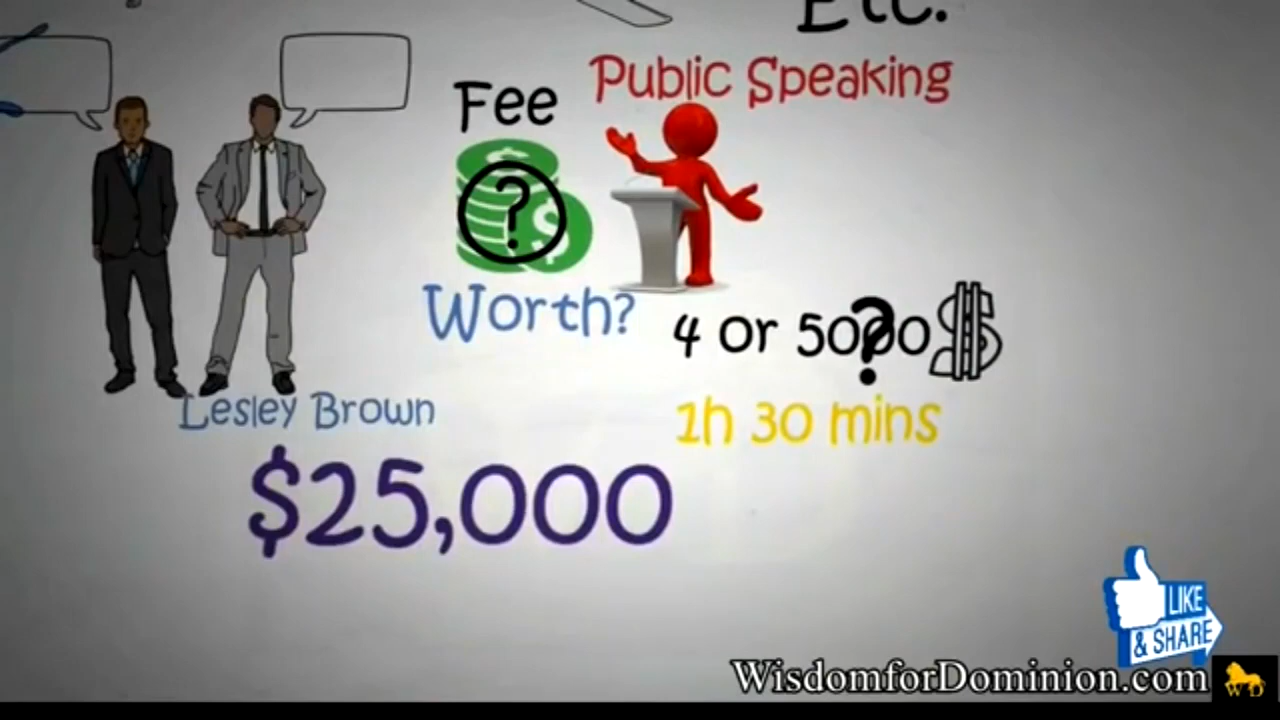 Etc.
Public Speaking
Fee
?
$
Worth?
4 or 5000 $
?
1h 30 mins
Lesley Brown
$25,000
LIKE
& SHARE
WisdomforDominion.com
W D